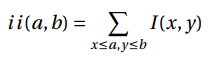 ii(a, b) = ∑ I(x, y)
x≤a,y≤b